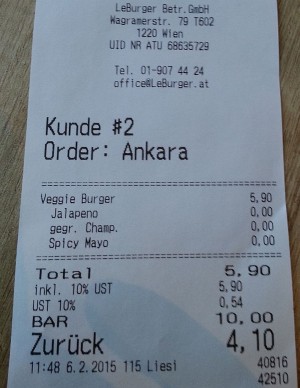 LeBurger Betr.GmbH
Wagramerstr. 79 T602
1220 Wien
UID NR ATU 68635729
Tel. 01-907 44 24
office@LeBurger.at
Kunde #2
Order: Ankara
Veggie Burger 5,90
Jalapeno 0,00
gegr. Champ. 0,00
Spicy Mayo 0,00
Total 5,90
inkl. 10% UST 5,90
UST 10% 0,54
BAR 10,00
Zurück 4,10
11:48 6.2.2015 115 Liesi 40816
42510